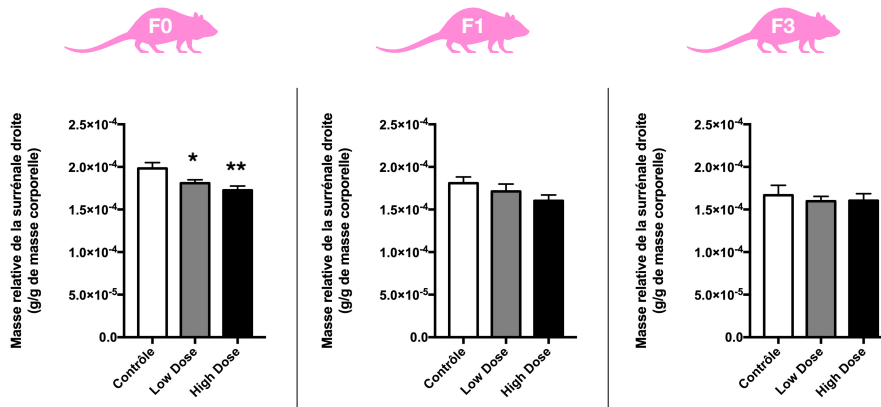 F0
F1
F3
Masse relative de la surrénale droite
(g/g de masse corporelle)
2.5×10-4
2.0×10-4
1.5×10-4
1.0×10-4
5.0×10-5
0.0
*
**
Contrôle
Low Dose
High Dose
Masse relative de la surrénale droite
(g/g de masse corporelle)
2.5×10-4
2.0×10-4
1.5×10-4
1.0×10-4
5.0×10-5
0.0
Contrôle
Low Dose
High Dose
Masse relative de la surrénale droite
(g/g de masse corporelle)
2.5×10-4
2.0×10-4
1.5×10-4
1.0×10-4
5.0×10-5
0.0
Contrôle
Low Dose
High Dose